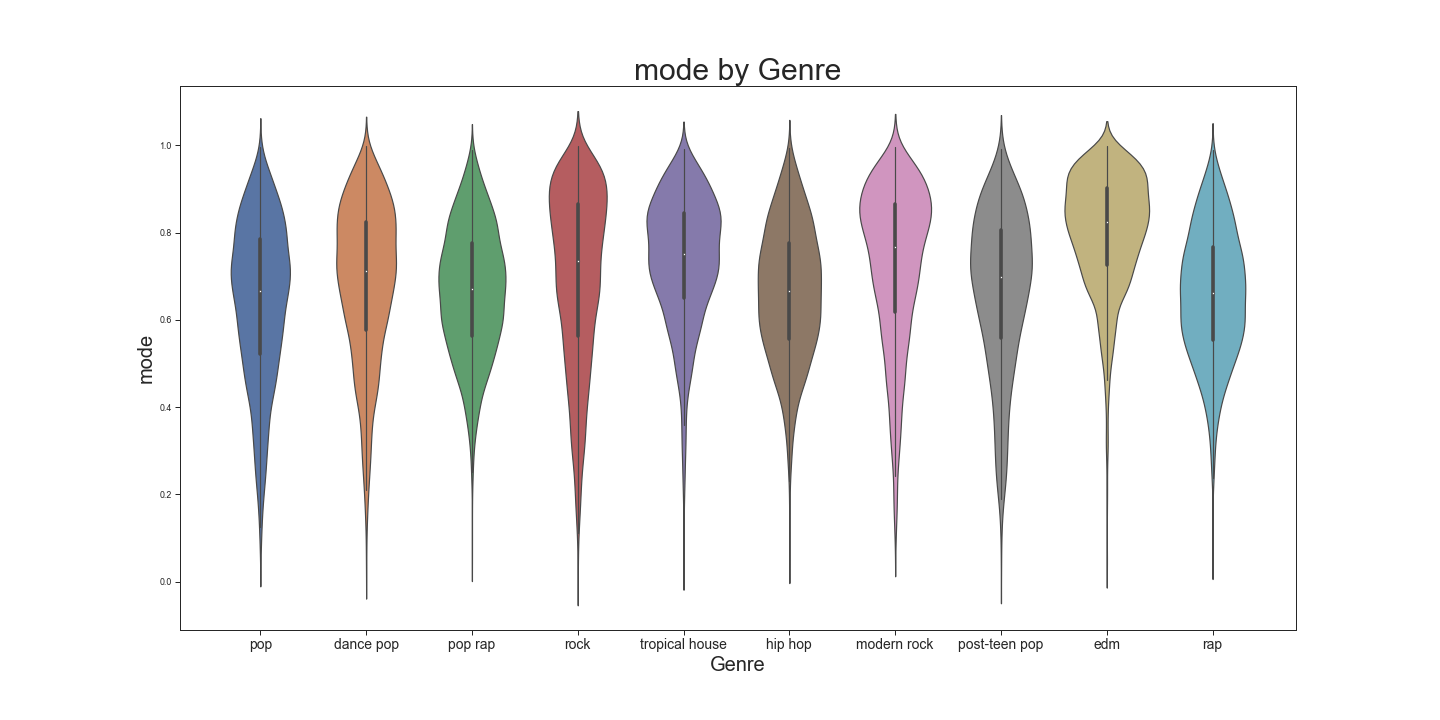 mode by Genre
mode
1.0
0.8
0.6
0.4
0.2
0.0
pop dance pop pop rap rock tropical house hip hop modern rock post-teen pop edm rap
Genre